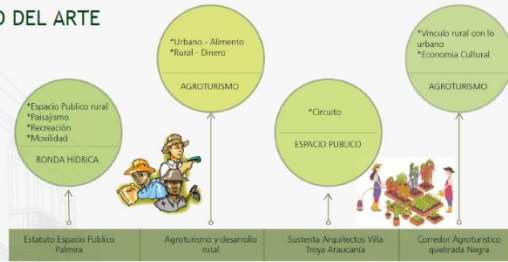 O DEL ARTE
*Espacio Publico rural
*Paisajismo
*Recreación
*Movilidad
RONDA HÍDRICA
Estatuto Espacio Publico
Palmira
*Urbano - Alimento
*Rural - Dinero
AGROTURISMO
Agroturismo y desarrollo
rutal
*Circuito
ESPACIO PUBLICO
Sustenta Arquitectos Villa
Troya Araucanía
*Vinculo rural con lo
urbano
*Economia Cultural
AGROTURISMO
Corredor Agroturistico
quebrada Negra